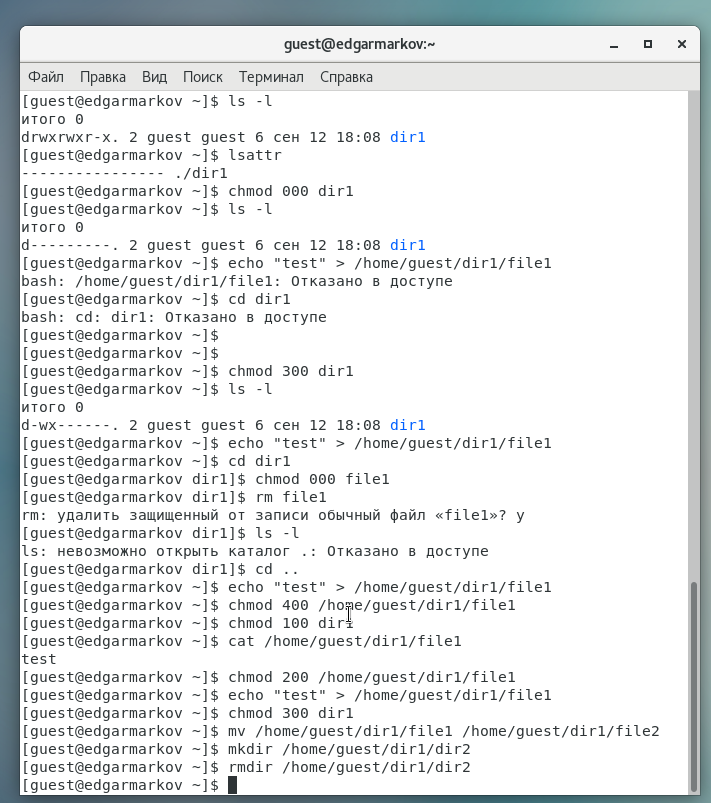 guest@edgarmarkov:~
Файл Правка Вид Поиск Терминал Справка
[guest@edgarmarkov ~]$ ls -l
итого 0
drwxrwxr-x. 2 guest guest 6 сен 12 18:08 dir1
[guest@edgarmarkov ~]$ lsattr
---------------- ./dir1
[guest@edgarmarkov ~]$ chmod 000 dir1
[guest@edgarmarkov ~]$ ls -l
итого 0
d---------. 2 guest guest 6 сен 12 18:08 dir1
[guest@edgarmarkov ~]$ echo "test" > /home/guest/dir1/file1
bash: /home/guest/dir1/file1: Отказано в доступе
[guest@edgarmarkov ~]$ cd dir1
bash: cd: dir1: Отказано в доступе
[guest@edgarmarkov ~]$
[guest@edgarmarkov ~]$
[guest@edgarmarkov ~]$ chmod 300 dir1
[guest@edgarmarkov ~]$ ls -l
итого 0
d-wx------. 2 guest guest 6 сен 12 18:08 dir1
[guest@edgarmarkov ~]$ echo "test" > /home/guest/dir1/file1
[guest@edgarmarkov ~]$ cd dir1
[guest@edgarmarkov dir1]$ chmod 000 file1
[guest@edgarmarkov dir1]$ rm file1
rm: удалить защищенный от записи обычный файл «file1»? y
[guest@edgarmarkov dir1]$ ls -l
ls: невозможно открыть каталог .: Отказано в доступе
[guest@edgarmarkov dir1]$ cd ..
[guest@edgarmarkov ~]$ echo "test" > /home/guest/dir1/file1
[guest@edgarmarkov ~]$ chmod 400 /home/guest/dir1/file1
[guest@edgarmarkov ~]$ chmod 100 dir1
[guest@edgarmarkov ~]$ cat /home/guest/dir1/file1
test
[guest@edgarmarkov ~]$ chmod 200 /home/guest/dir1/file1
[guest@edgarmarkov ~]$ echo "test" > /home/guest/dir1/file1
[guest@edgarmarkov ~]$ chmod 300 dir1
[guest@edgarmarkov ~]$ mv /home/guest/dir1/file1 /home/guest/dir1/file2
[guest@edgarmarkov ~]$ mkdir /home/guest/dir1/dir2
[guest@edgarmarkov ~]$ rmdir /home/guest/dir1/dir2
[guest@edgarmarkov ~]$